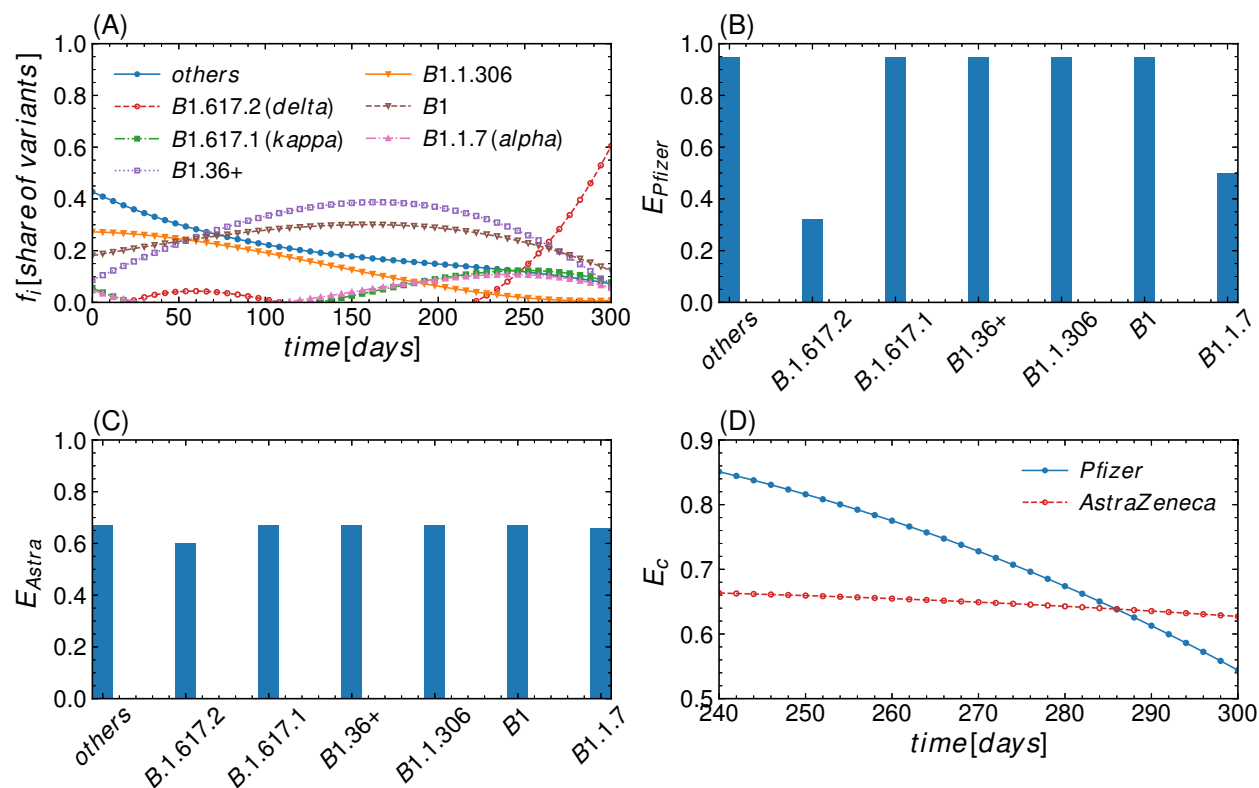 (A)
1.0
0.8
0.6
0.4
0.2
0.0
f_i [share of variants]
others
B1.617.2 (delta)
B1.617.1 (kappa)
B1.36+
B1.1.306
B1
B1.1.7 (alpha)
0 50 100 150 200 250 300
time [days]
(B)
1.0
0.8
0.6
0.4
0.2
0.0
E_Pfizer
others B.1.617.2 B.1.617.1 B1.36+ B1.1.306 B1 B1.1.7
(C)
1.0
0.8
0.6
0.4
0.2
0.0
E_Astra
others B.1.617.2 B.1.617.1 B1.36+ B1.1.306 B1 B1.1.7
(D)
0.9
0.8
0.7
0.6
0.5
E_c
Pfizer
AstraZeneca
240 250 260 270 280 290 300
time [days]